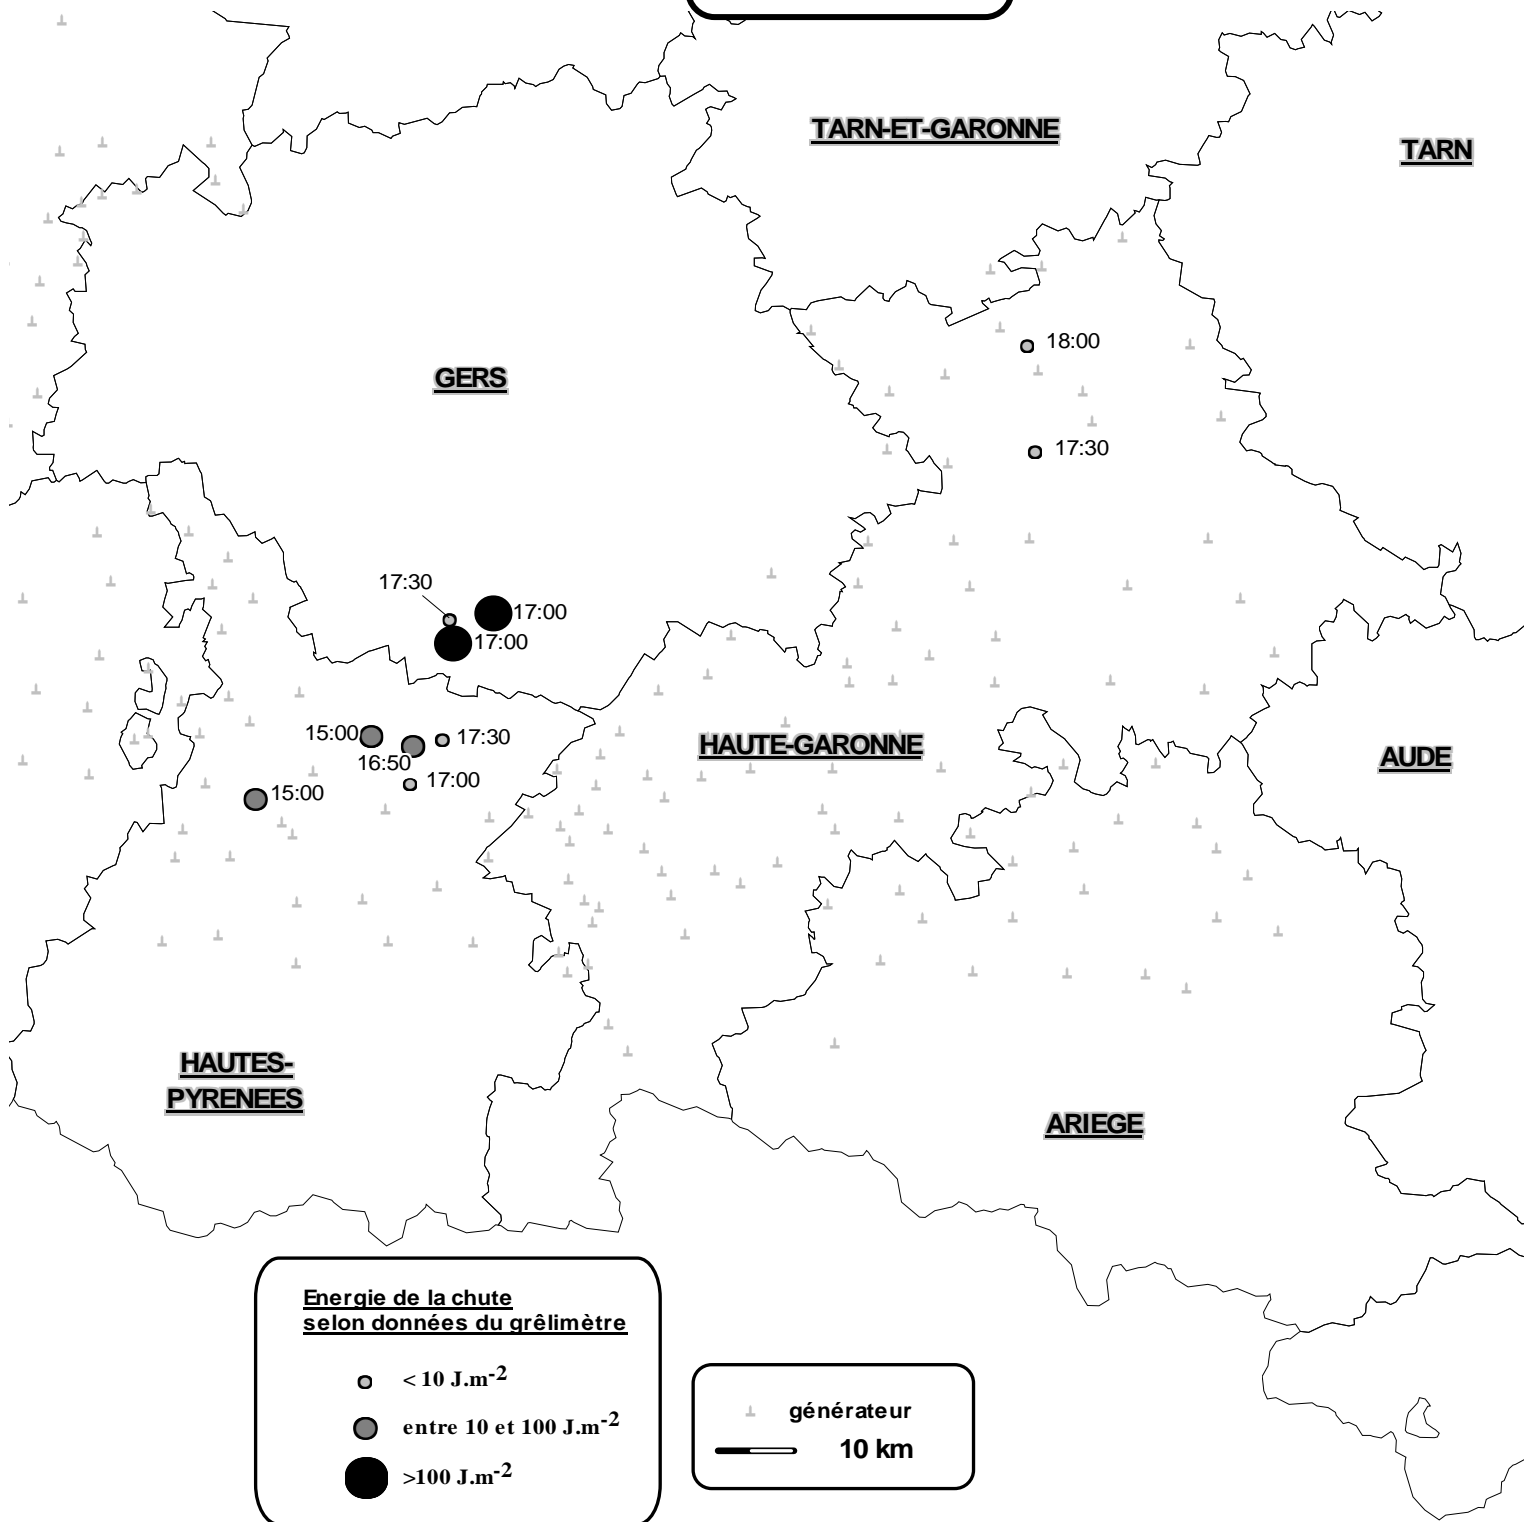 TARN-ET-GARONNE
TARN
18:00
GERS
17:30
17:30
17:00
17:00
15:00
17:30
16:50
17:00
15:00
HAUTE-GARONNE
AUDE
HAUTES-
PYRENEES
ARIEGE
Energie de la chute
selon données du grêlimètre
< 10 J.m-2
entre 10 et 100 J.m-2
>100 J.m-2
générateur
10 km